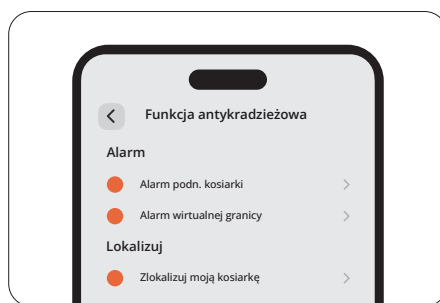 Funkcja antykradzieżowa
Alarm
Alarm podn. kosiarki
Alarm wirtualnej granicy
Lokalizuj
Zlokalizuj moją kosiarkę